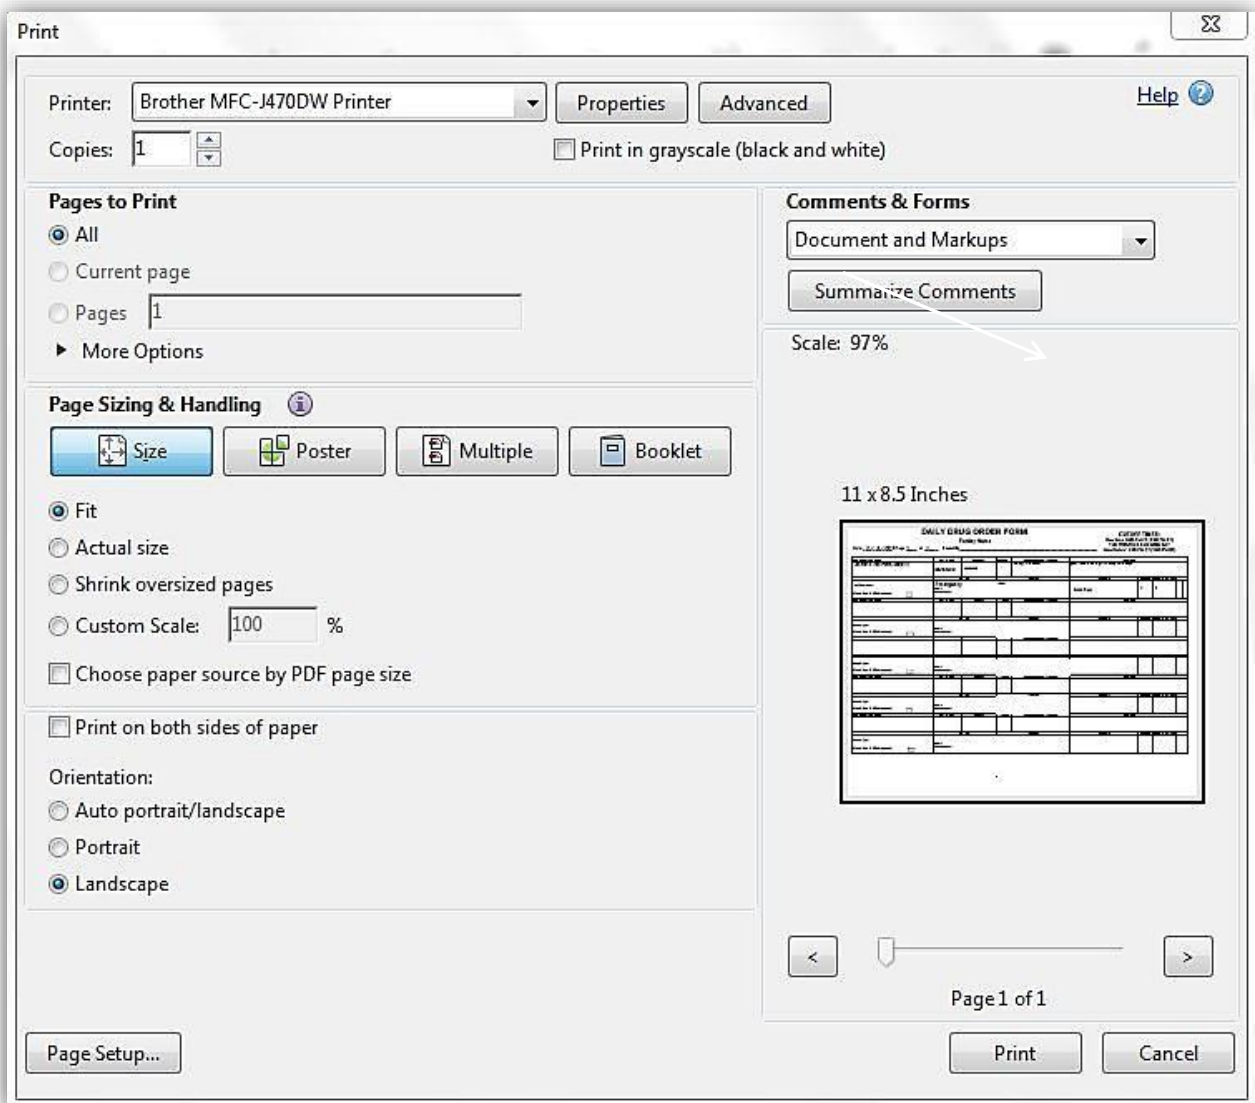 Print
Printer: Brother MFC-J470DW Printer Properties Advanced Help
Copies: 1 Print in grayscale (black and white)
Pages to Print
All
Current page
Pages 1
More Options
Comments & Forms
Document and Markups
Summarize Comments
Page Sizing & Handling
Size Poster Multiple Booklet
Fit
Actual size
Shrink oversized pages
Custom Scale: 100 %
Choose paper source by PDF page size
Print on both sides of paper
Orientation:
Auto portrait/landscape
Portrait
Landscape
Scale: 97%
11 x 8.5 Inches
DAILY DRUG ORDER FORM
< >
Page 1 of 1
Page Setup... Print Cancel